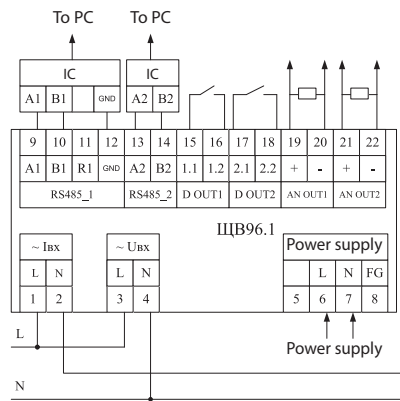 To PC To PC
IC IC
A1 B1 GND A2 B2
9 10 11 12 13 14 15 16 17 18 19 20 21 22
A1 B1 R1 GND A2 B2 1.1 1.2 2.1 2.2 + - + -
RS485_1 RS485_2 D OUT1 D OUT2 AN OUT1 AN OUT2
ЩВ96.1
~ Iвх ~ Uвх Power supply
L N L N L N FG
1 2 3 4 5 6 7 8
L
Power supply
N